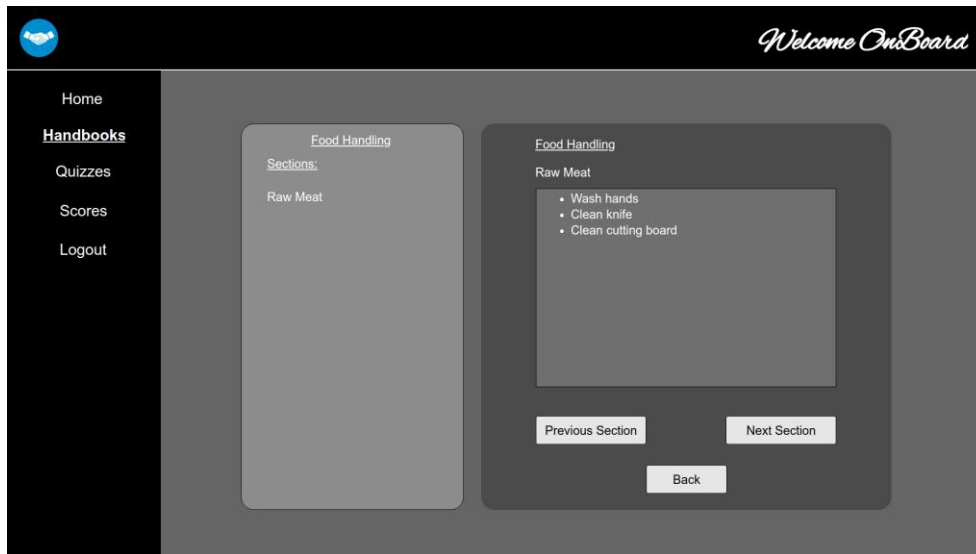 Welcome OnBoard
Home
Handbooks
Quizzes
Scores
Logout
Food Handling
Sections:
Raw Meat
Food Handling
Raw Meat
• Wash hands
• Clean knife
• Clean cutting board
Previous Section
Next Section
Back